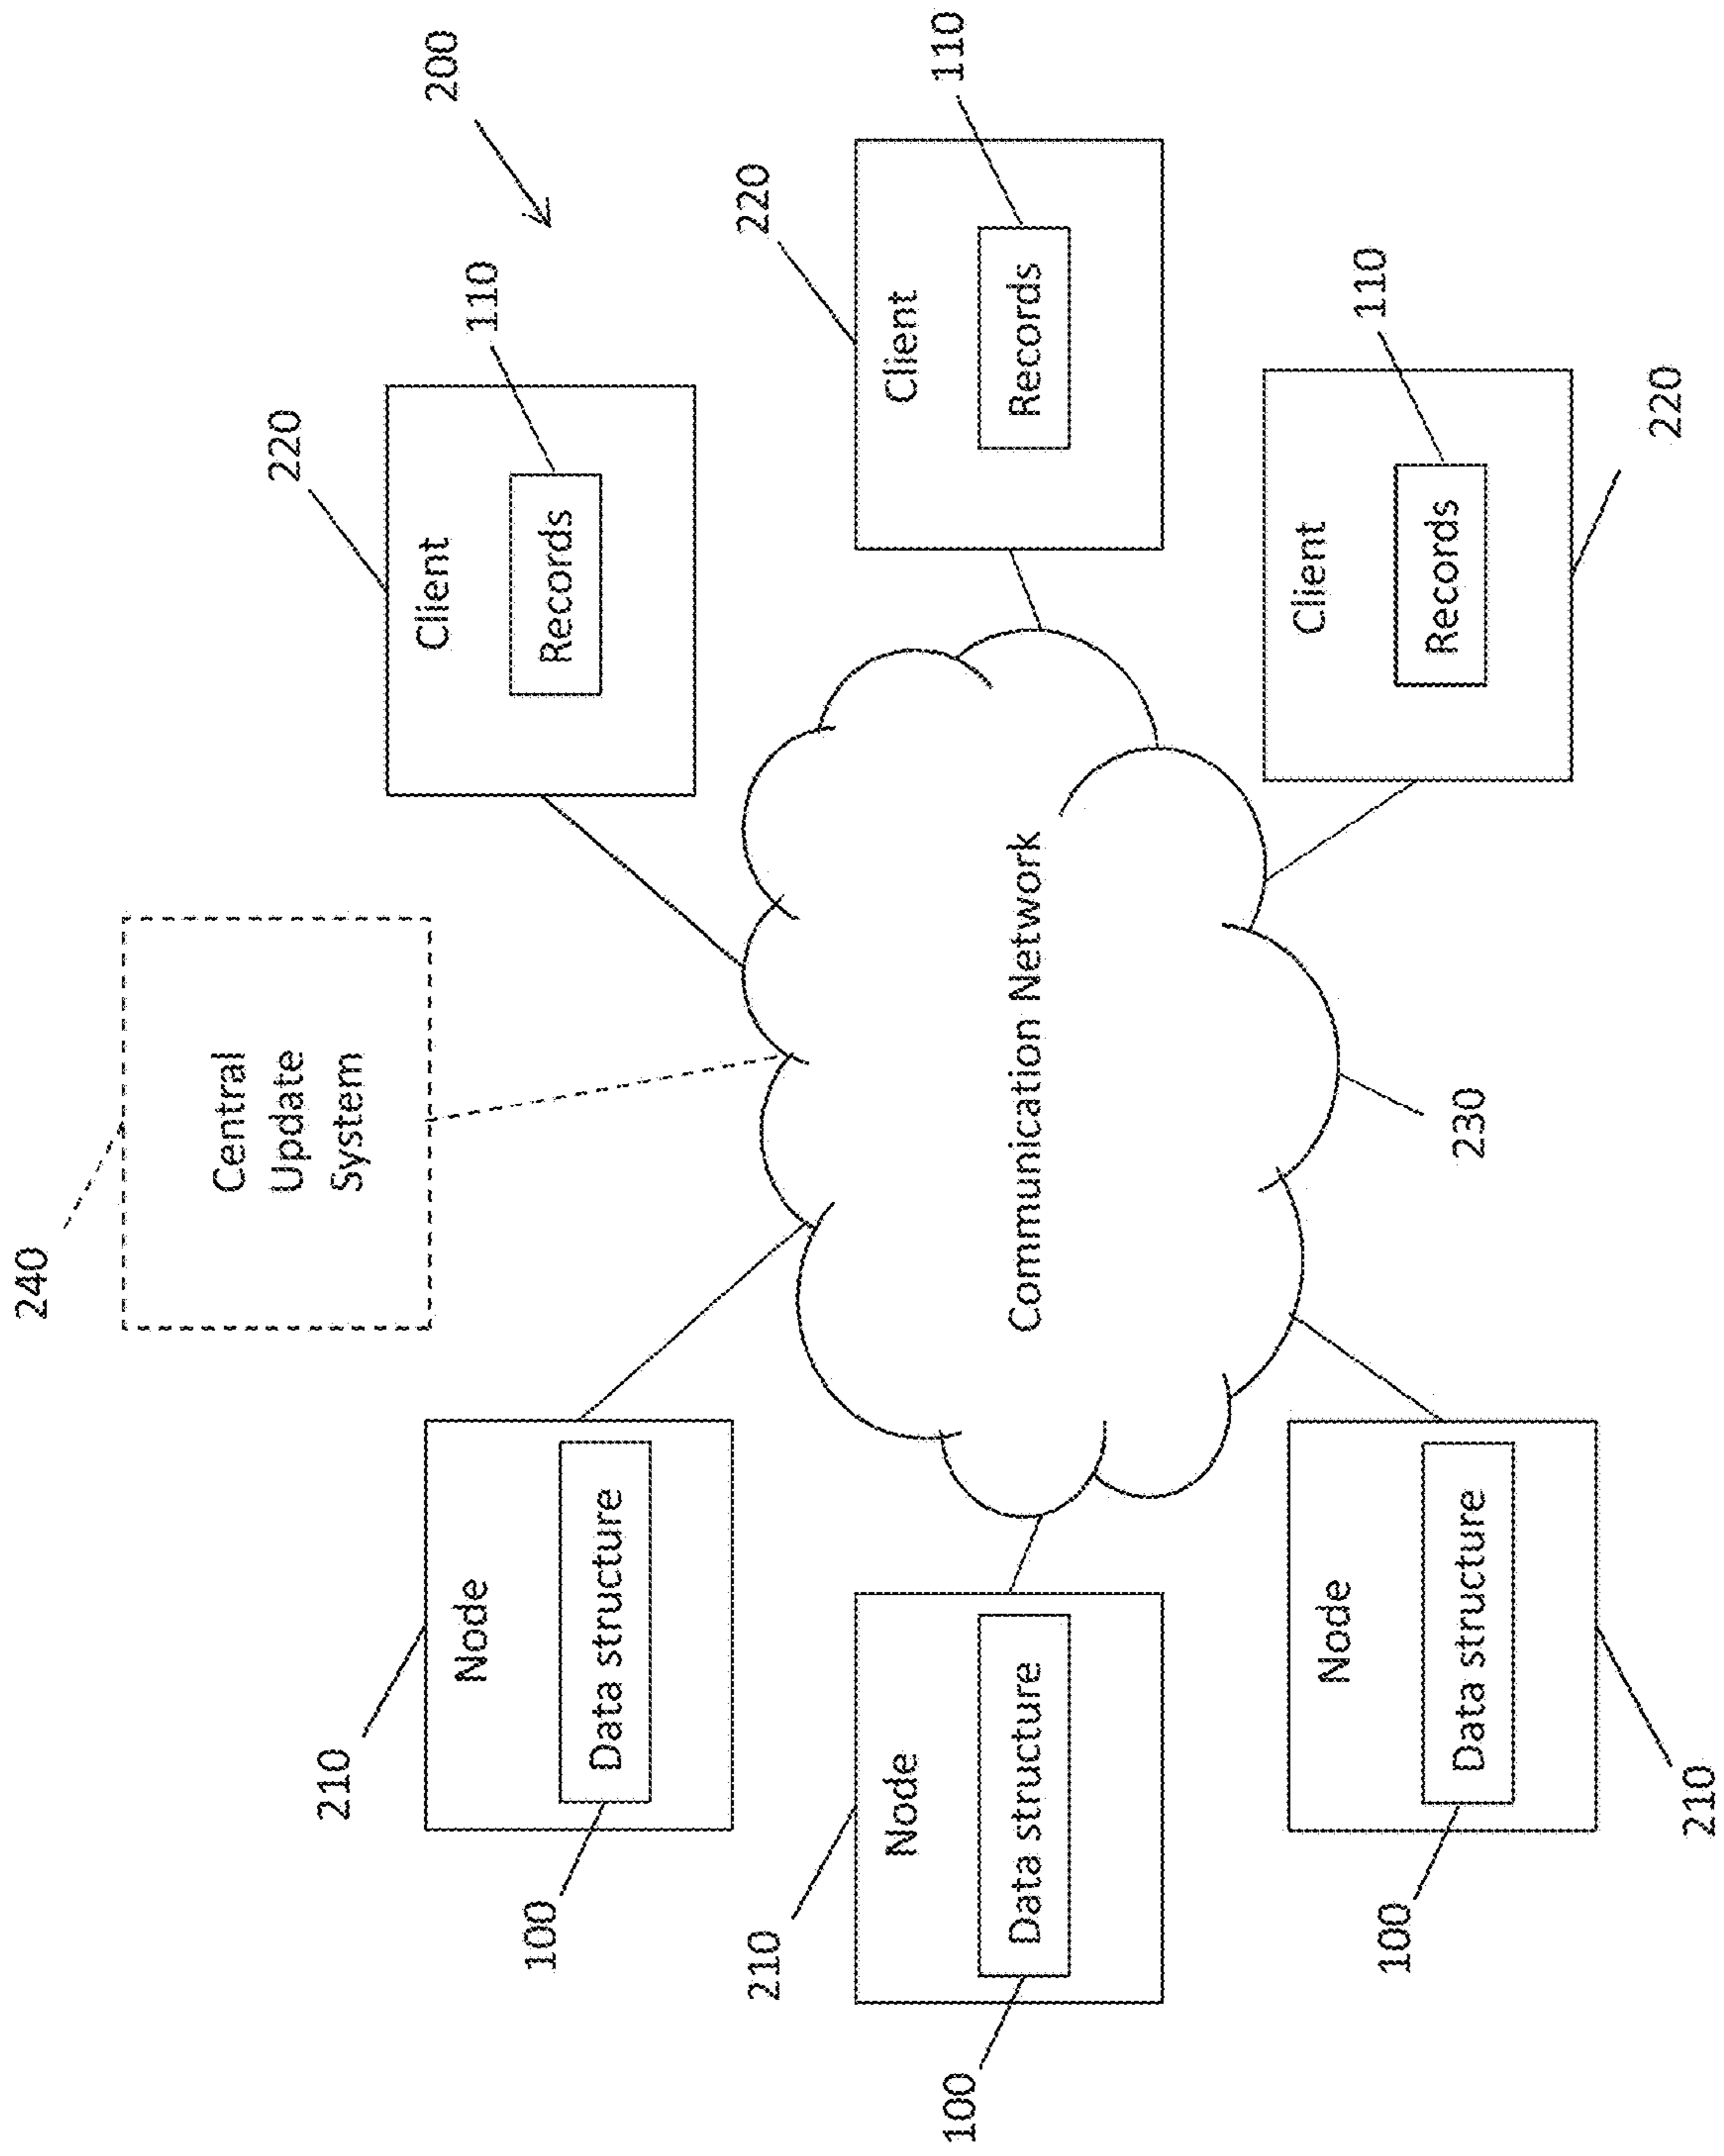 240
Central
Update
System
220
210
200
Node
Client
110
100
Data structure
Records
210
220
Node
Client
110
100
Data structure
Communication Network
Records
Node
Client
110
100
Data structure
230
Records
210
220